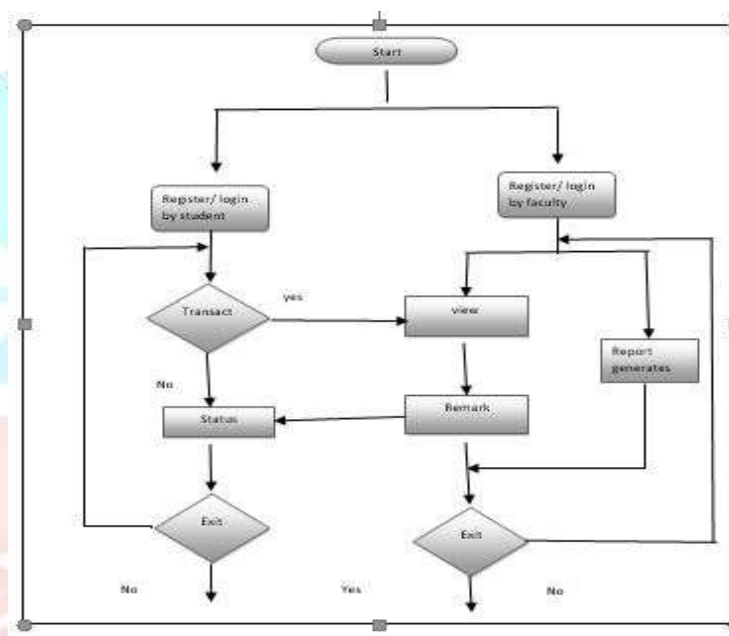 Start
Register/ login
by student
Register/ login
by faculty
Transact
yes
view
Report
generates
No
Status
Remark
Exit
Exit
No
Yes
No